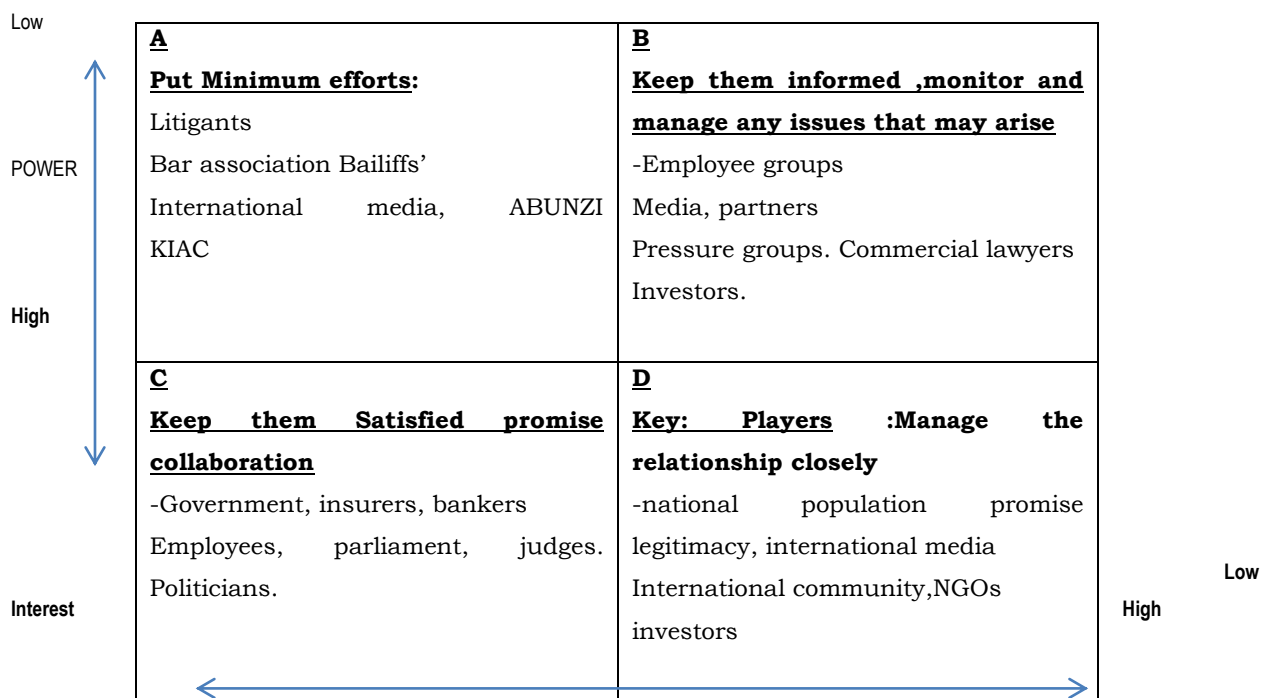 Low
POWER
High
Interest
A
Put Minimum efforts:
Litigants
Bar association Bailiffs’
International media, ABUNZI
KIAC
B
Keep them informed ,monitor and
manage any issues that may arise
-Employee groups
Media, partners
Pressure groups. Commercial lawyers
Investors.
C
Keep them Satisfied promise
collaboration
-Government, insurers, bankers
Employees, parliament, judges.
Politicians.
D
Key: Players :Manage the
relationship closely
-national population promise
legitimacy, international media
International community,NGOs
investors
High
Low